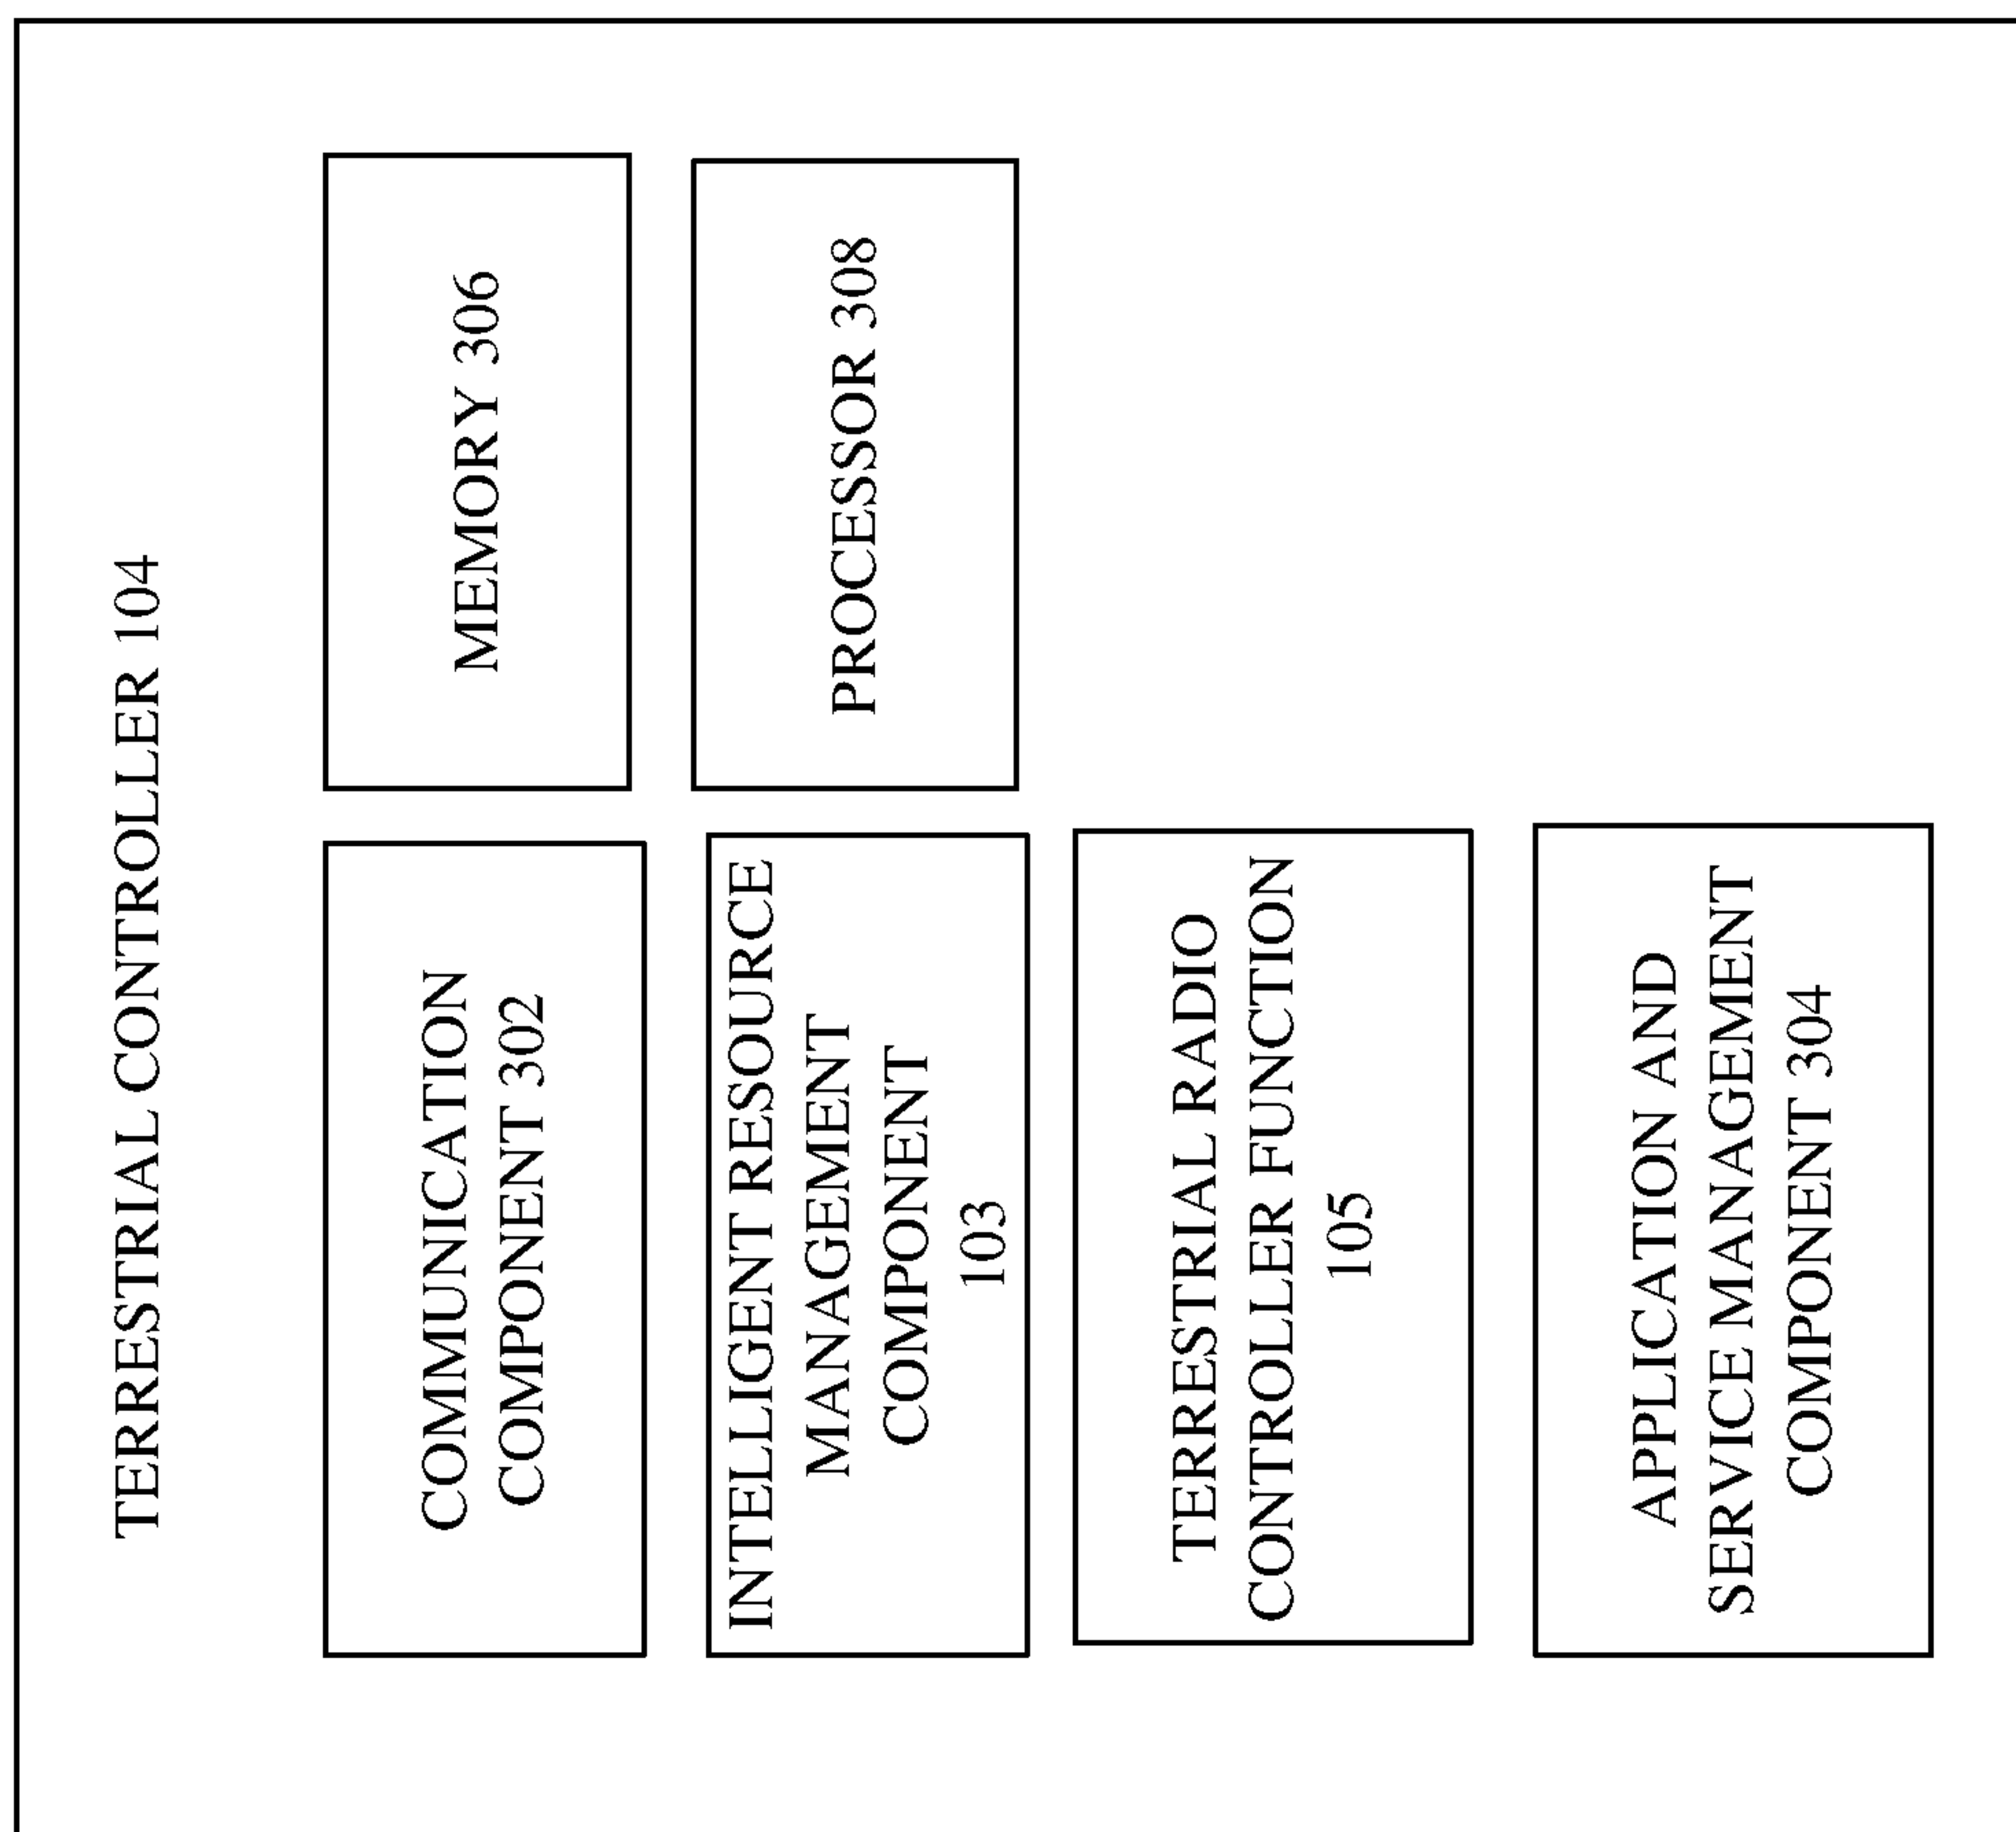 TERRESTRIAL CONTROLLER 104
COMMUNICATION
COMPONENT 302
MEMORY 306
INTELLIGENT RESOURCE
MANAGEMENT
COMPONENT
103
PROCESSOR 308
TERRESTRIAL RADIO
CONTROLLER FUNCTION
105
APPLICATION AND
SERVICE MANAGEMENT
COMPONENT 304